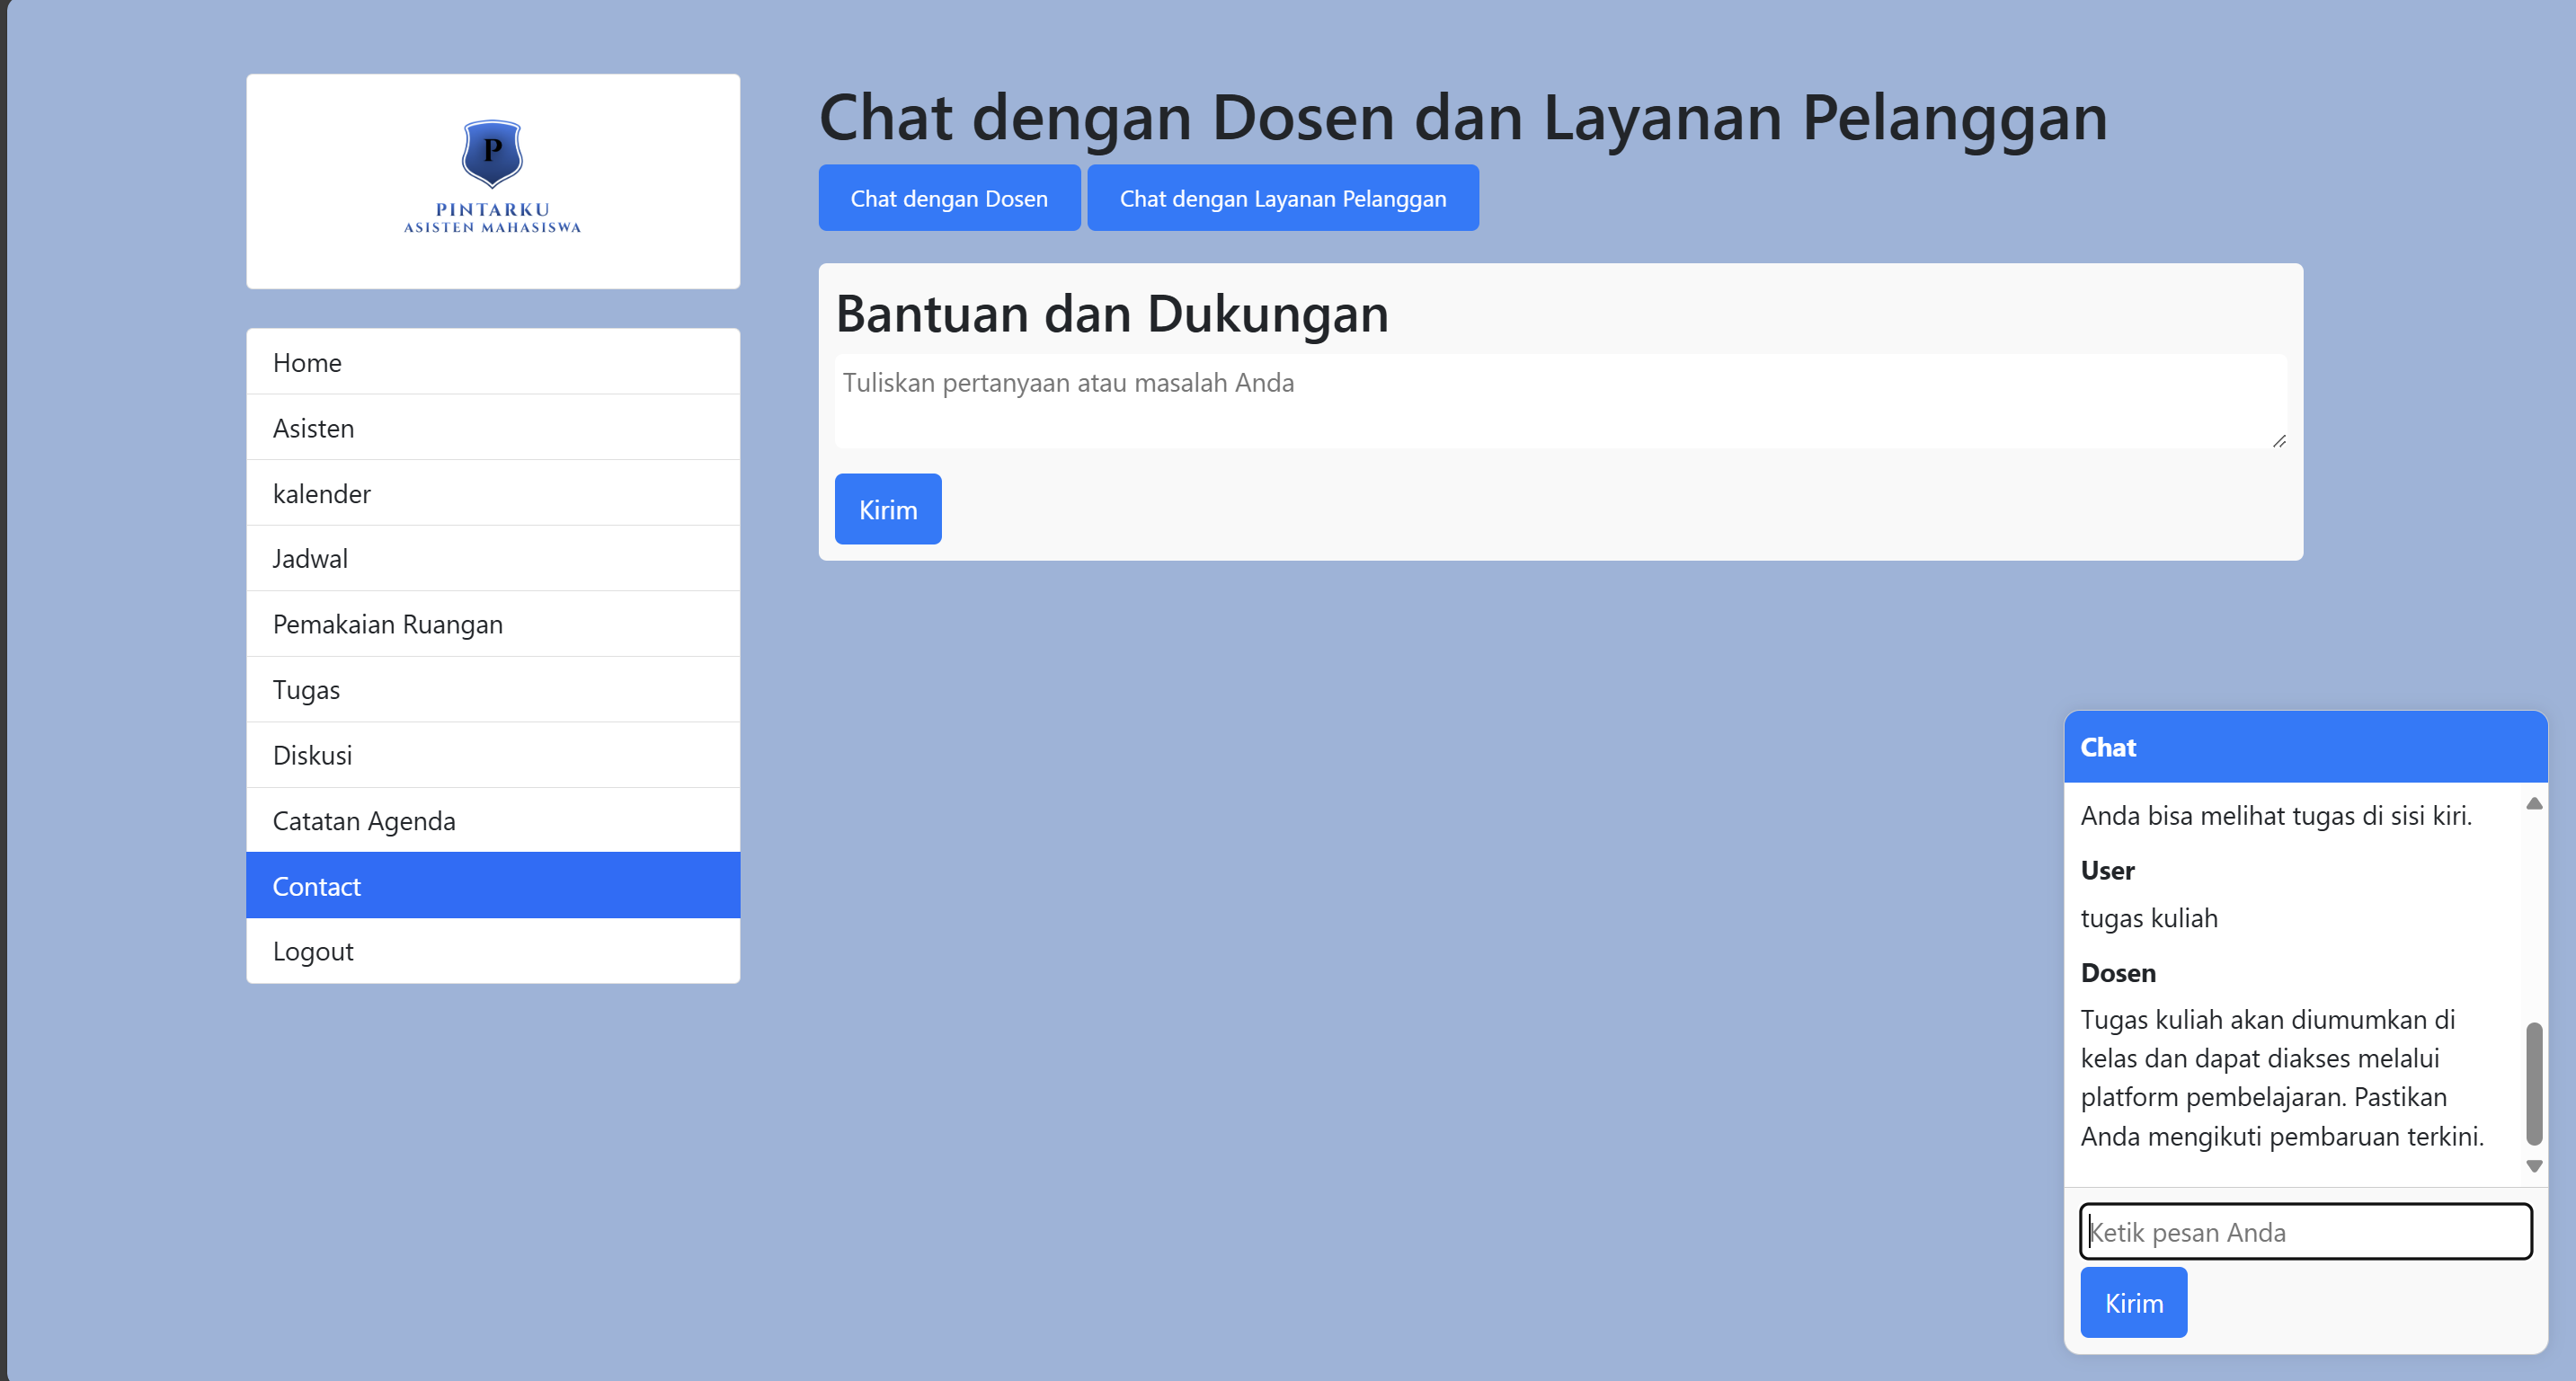 P
PINTARKU
ASISTEN MAHASISWA
Home
Asisten
kalender
Jadwal
Pemakaian Ruangan
Tugas
Diskusi
Catatan Agenda
Contact
Logout
Chat dengan Dosen dan Layanan Pelanggan
Chat dengan Dosen
Chat dengan Layanan Pelanggan
Bantuan dan Dukungan
Tuliskan pertanyaan atau masalah Anda
Kirim
Chat
Anda bisa melihat tugas di sisi kiri.
User
tugas kuliah
Dosen
Tugas kuliah akan diumumkan di
kelas dan dapat diakses melalui
platform pembelajaran. Pastikan
Anda mengikuti pembaruan terkini.
Ketik pesan Anda
Kirim